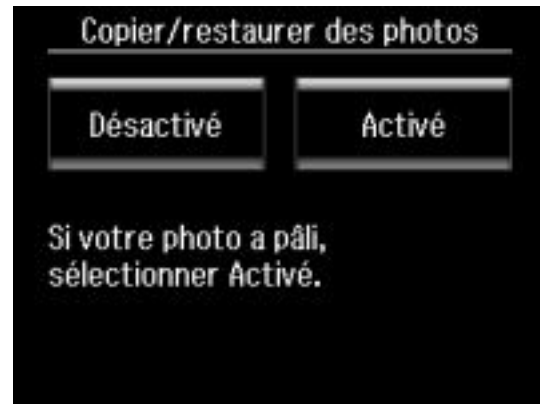 Copier/restaurer des photos
Désactivé
Activé
Si votre photo a pâli,
sélectionner Activé.